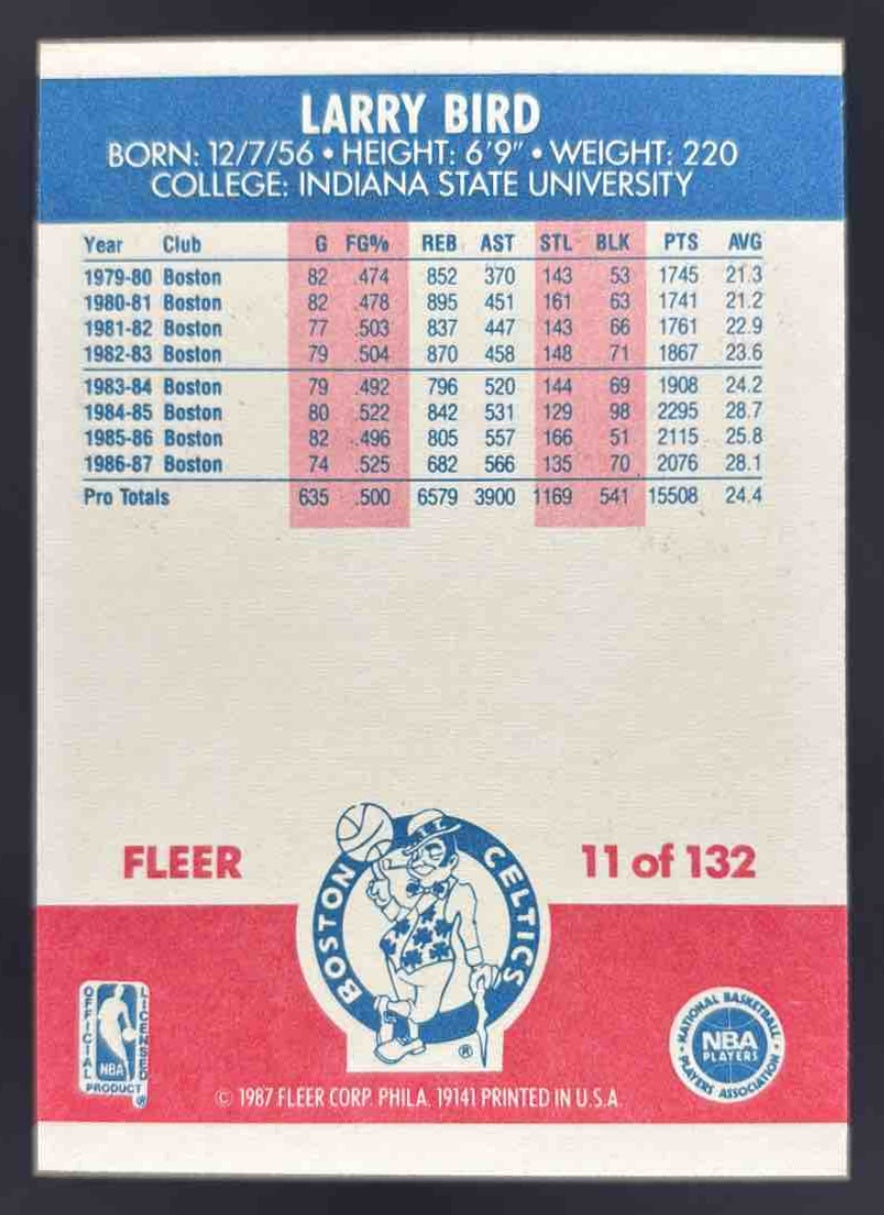 LARRY BIRD
BORN: 12/7/56 • HEIGHT: 6'9" • WEIGHT: 220
COLLEGE: INDIANA STATE UNIVERSITY
Year Club G FG% REB AST STL BLK PTS AVG
1979-80 Boston 82 .474 852 370 143 53 1745 21.3
1980-81 Boston 82 .478 895 451 161 63 1741 21.2
1981-82 Boston 77 .503 837 447 143 66 1761 22.9
1982-83 Boston 79 .504 870 458 148 71 1867 23.6
1983-84 Boston 79 .492 796 520 144 69 1908 24.2
1984-85 Boston 80 .522 842 531 129 98 2295 28.7
1985-86 Boston 82 .496 805 557 166 51 2115 25.8
1986-87 Boston 74 .525 682 566 135 70 2076 28.1
Pro Totals 635 .500 6579 3900 1169 541 15508 24.4
FLEER
11 of 132
BOSTON CELTICS
®
OFFICIAL LICENSED
NBA
PRODUCT
®
NATIONAL BASKETBALL
NBA
PLAYERS
PLAYERS ASSOCIATION
© 1987 FLEER CORP. PHILA. 19141 PRINTED IN U.S.A.